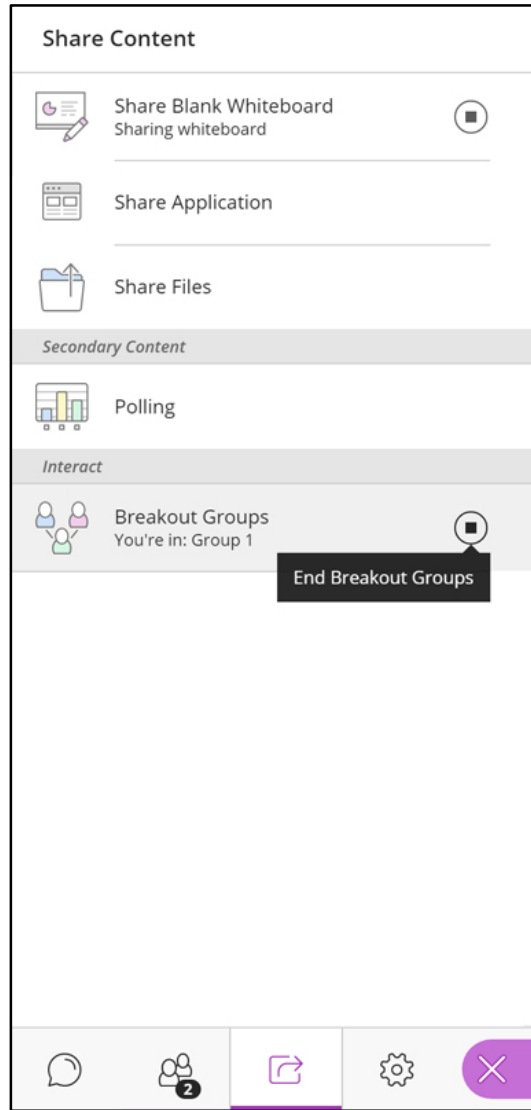 Share Content
Share Blank Whiteboard
Sharing whiteboard
Share Application
Share Files
Secondary Content
Polling
Interact
Breakout Groups
You're in: Group 1
End Breakout Groups
2